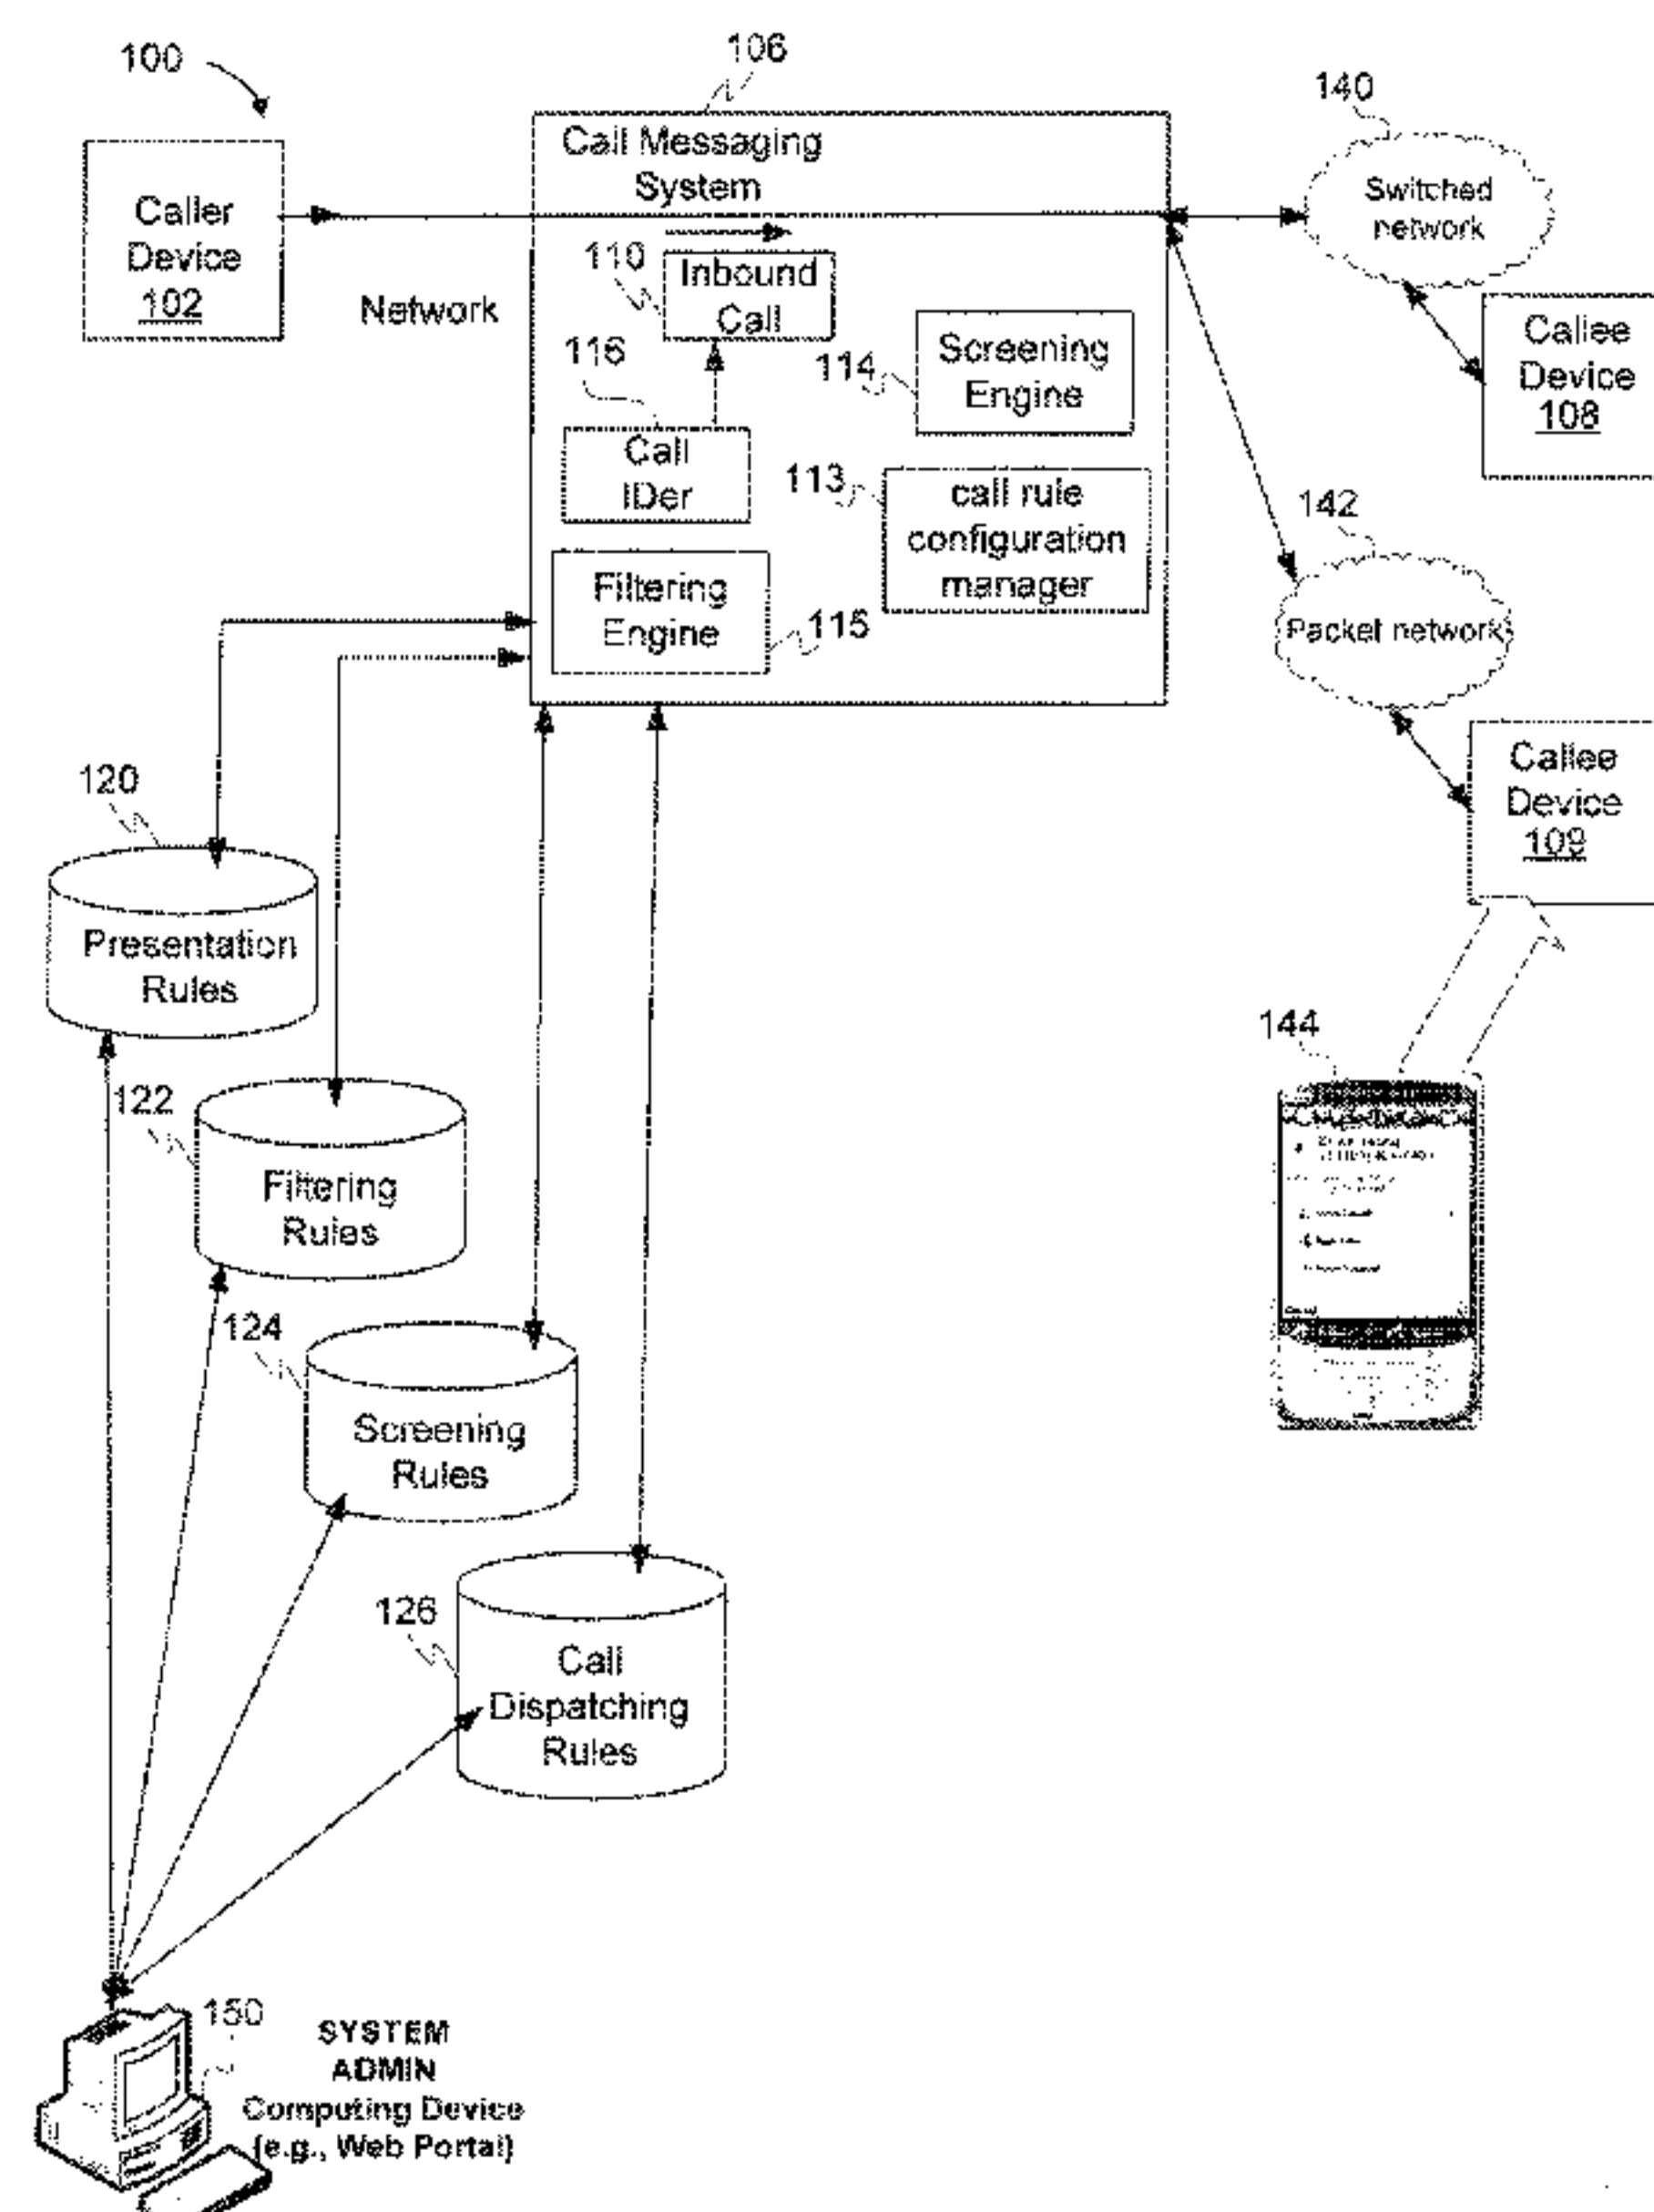 100
106
140
Call Messaging
System
Switched
network
Caller
Device
102
110
Inbound
Call
Network
Callee
Device
108
116
114
Screening
Engine
Call
IDer
113
call rule
configuration
manager
142
Filtering
Engine
115
Packet network
120
Callee
Device
109
Presentation
Rules
144
122
Filtering
Rules
124
Screening
Rules
126
Call
Dispatching
Rules
150
SYSTEM
ADMIN
Computing Device
(e.g., Web Portal)